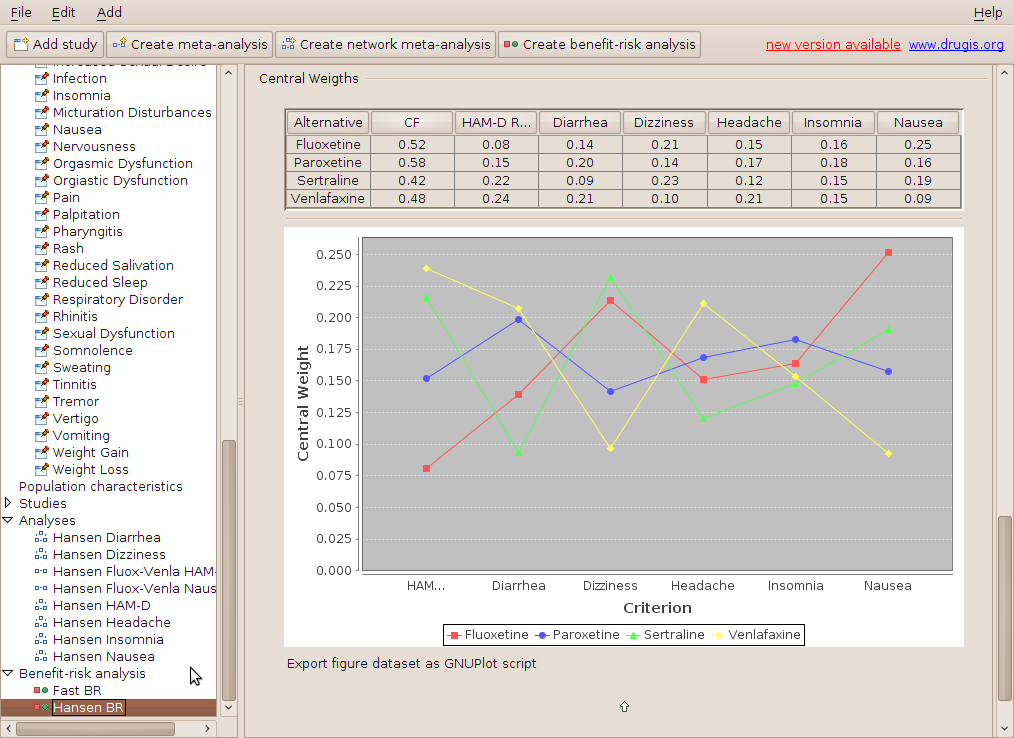 File Edit Add Help
Add study Create meta-analysis Create network meta-analysis Create benefit-risk analysis new version available www.drugis.org
Infection
Insomnia
Micturation Disturbances
Nausea
Nervousness
Orgasmic Dysfunction
Orgiastic Dysfunction
Pain
Palpitation
Pharyngitis
Rash
Reduced Salivation
Reduced Sleep
Respiratory Disorder
Rhinitis
Sexual Dysfunction
Somnolence
Sweating
Tinnitis
Tremor
Vertigo
Vomiting
Weight Gain
Weight Loss
Population characteristics
Studies
Analyses
Hansen Diarrhea
Hansen Dizziness
Hansen Fluox-Venla HAM-
Hansen Fluox-Venla Naus
Hansen HAM-D
Hansen Headache
Hansen Insomnia
Hansen Nausea
Benefit-risk analysis
Fast BR
Hansen BR
Central Weigths
Alternative CF HAM-D R... Diarrhea Dizziness Headache Insomnia Nausea
Fluoxetine 0.52 0.08 0.14 0.21 0.15 0.16 0.25
Paroxetine 0.58 0.15 0.20 0.14 0.17 0.18 0.16
Sertraline 0.42 0.22 0.09 0.23 0.12 0.15 0.19
Venlafaxine 0.48 0.24 0.21 0.10 0.21 0.15 0.09
Central Weight
0.250
0.225
0.200
0.175
0.150
0.125
0.100
0.075
0.050
0.025
0.000
HAM... Diarrhea Dizziness Headache Insomnia Nausea
Criterion
Fluoxetine Paroxetine Sertraline Venlafaxine
Export figure dataset as GNUPlot script